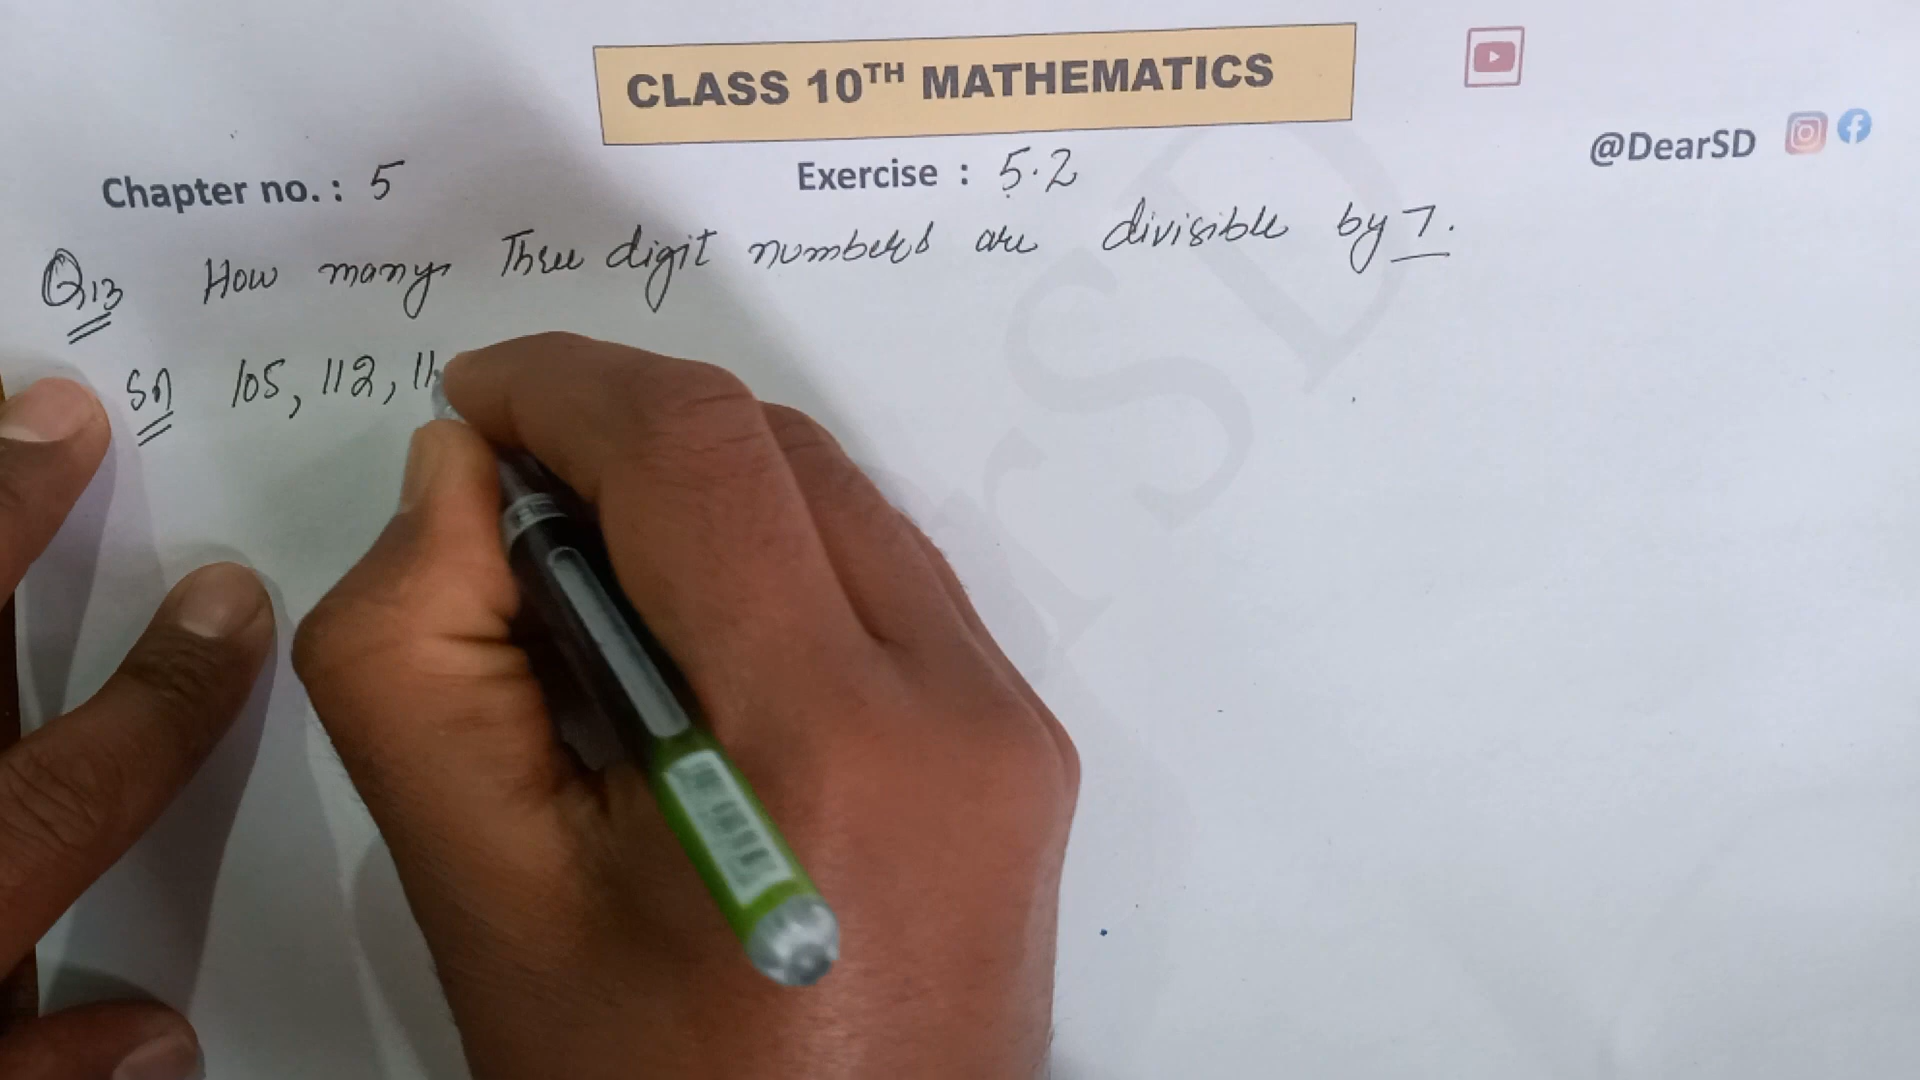 CLASS 10TH MATHEMATICS
@DearSD
Chapter no. : 5 Exercise : 5.2
Q13 How many Three digit numbers are divisible by 7.
Sol 105, 112, 11